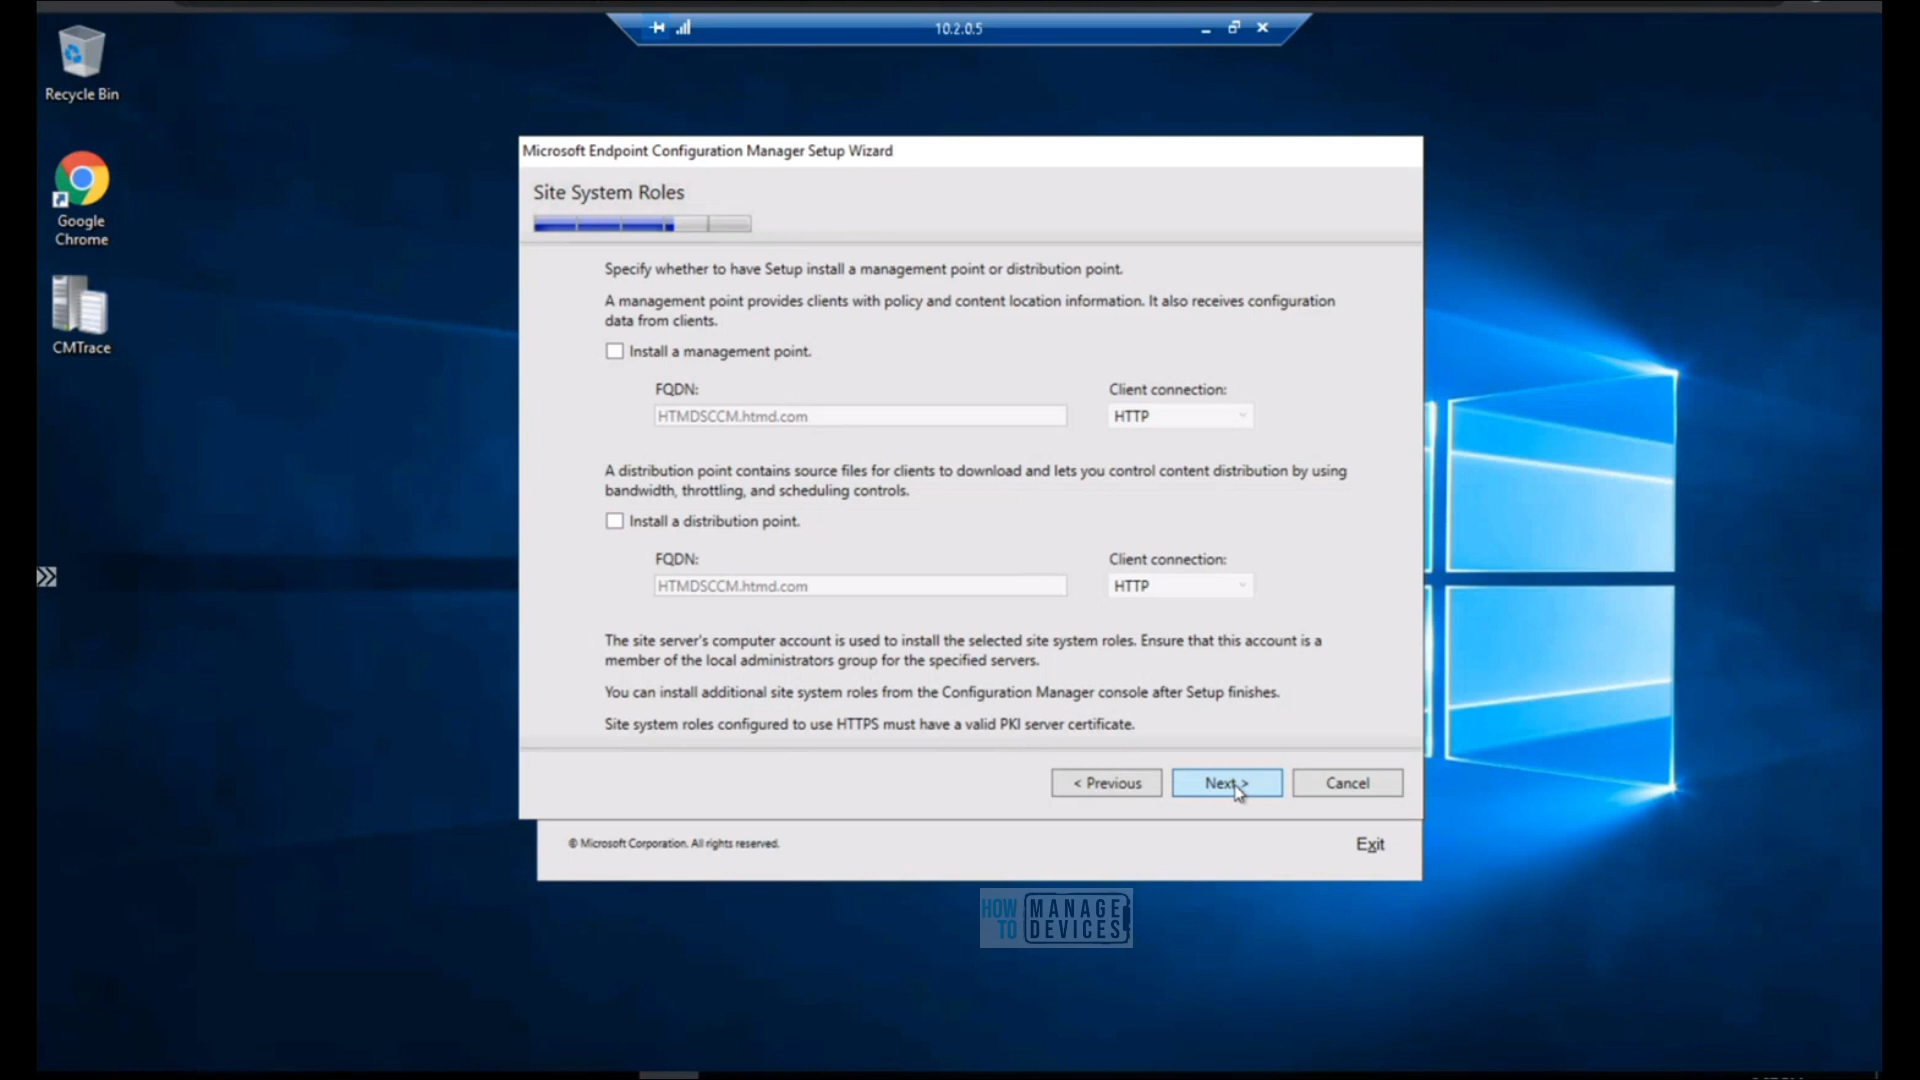 10.2.0.5
Recycle Bin
Google
Chrome
CMTrace
Microsoft Endpoint Configuration Manager Setup Wizard
Site System Roles
Specify whether to have Setup install a management point or distribution point.
A management point provides clients with policy and content location information. It also receives configuration
data from clients.
Install a management point.
FQDN:
Client connection:
HTMDSCCM.htmd.com
HTTP
A distribution point contains source files for clients to download and lets you control content distribution by using
bandwidth, throttling, and scheduling controls.
Install a distribution point.
FQDN:
Client connection:
HTMDSCCM.htmd.com
HTTP
The site server's computer account is used to install the selected site system roles. Ensure that this account is a
member of the local administrators group for the specified servers.
You can install additional site system roles from the Configuration Manager console after Setup finishes.
Site system roles configured to use HTTPS must have a valid PKI server certificate.
< Previous
Next >
Cancel
© Microsoft Corporation. All rights reserved.
Exit
HOW MANAGE
TO DEVICES